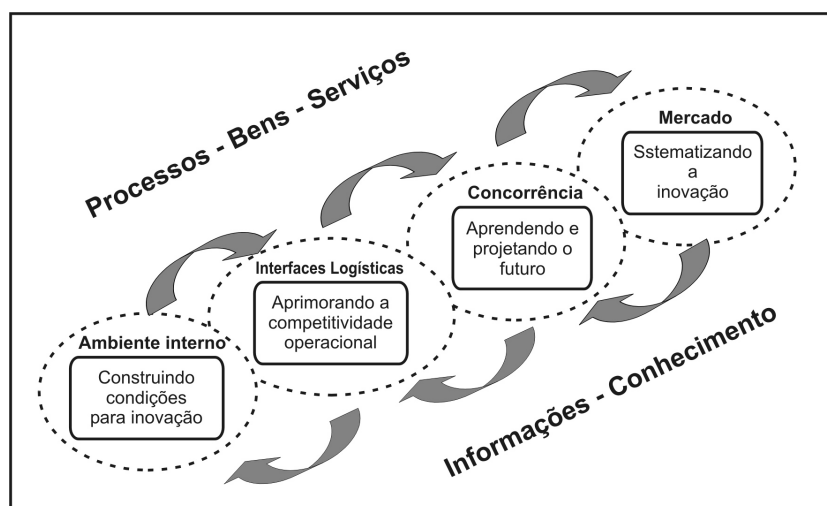 Processos - Bens - Serviços
Mercado
Sstematizando
a
inovação
Concorrência
Aprendendo e
projetando o
futuro
Interfaces Logísticas
Aprimorando a
competitividade
operacional
Ambiente interno
Construindo
condições
para inovação
Informações - Conhecimento